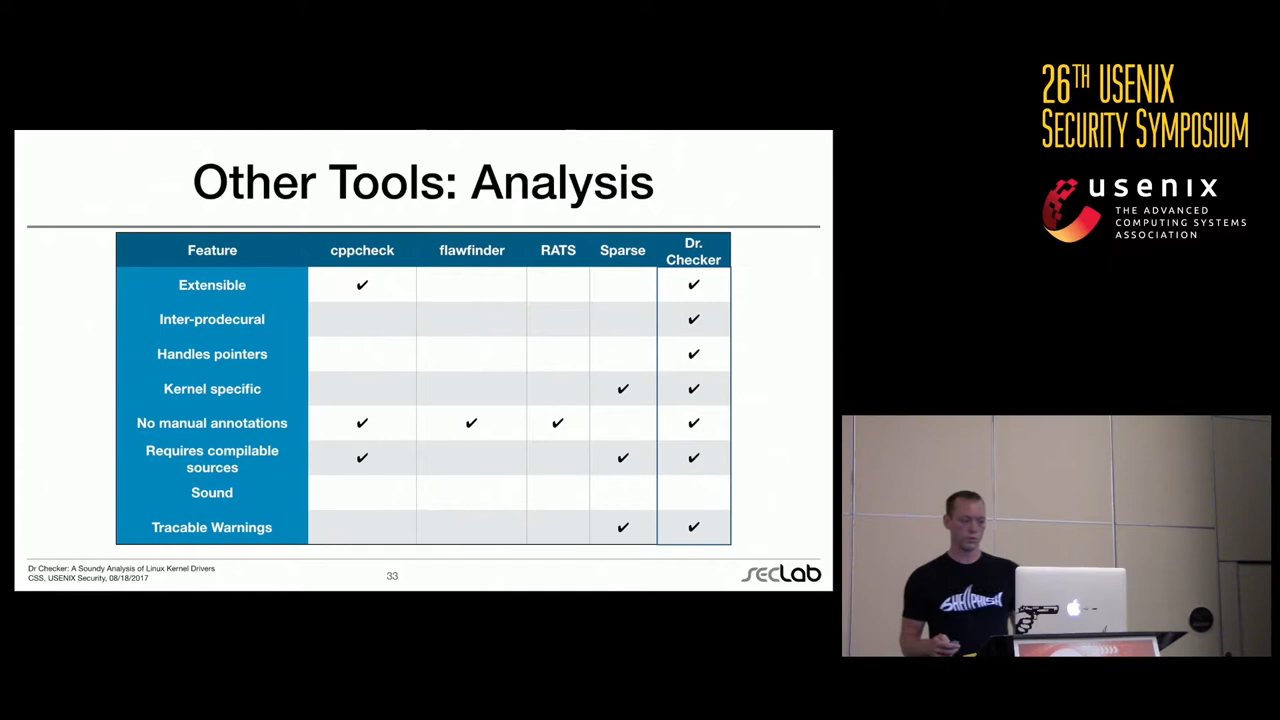 26TH USENIX
SECURITY SYMPOSIUM
usenix
THE ADVANCED
COMPUTING SYSTEMS
ASSOCIATION
Other Tools: Analysis
Feature cppcheck flawfinder RATS Sparse Dr. Checker
Extensible ✔ ✔
Inter-prodecural ✔
Handles pointers ✔
Kernel specific ✔ ✔
No manual annotations ✔ ✔ ✔ ✔
Requires compilable sources ✔ ✔ ✔
Sound
Tracable Warnings ✔ ✔
Dr Checker: A Soundy Analysis of Linux Kernel Drivers
CSS, USENIX Security, 08/18/2017
33
secLab
SHELLPHISH